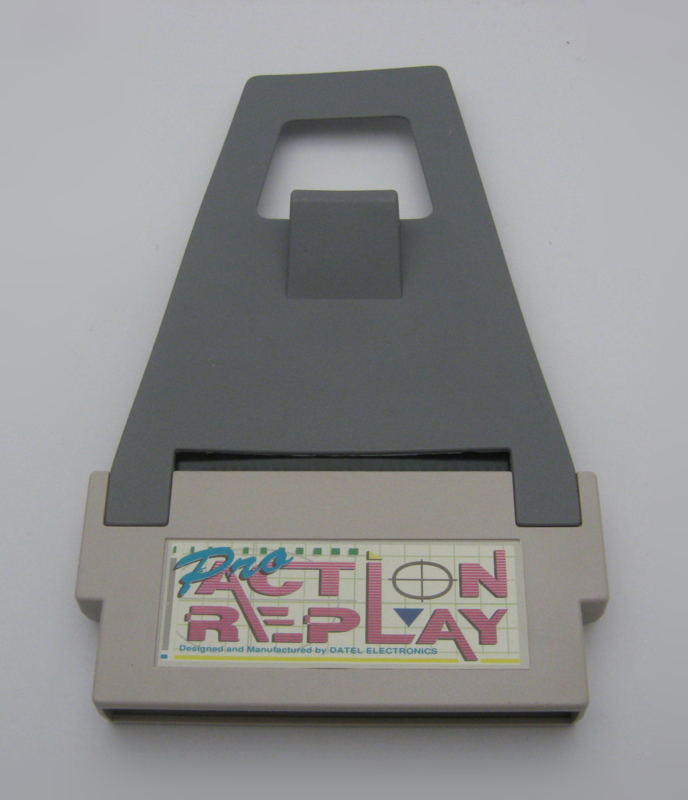 Pro
ACTION
REPLAY
Designed and Manufactured by DATEL ELECTRONICS